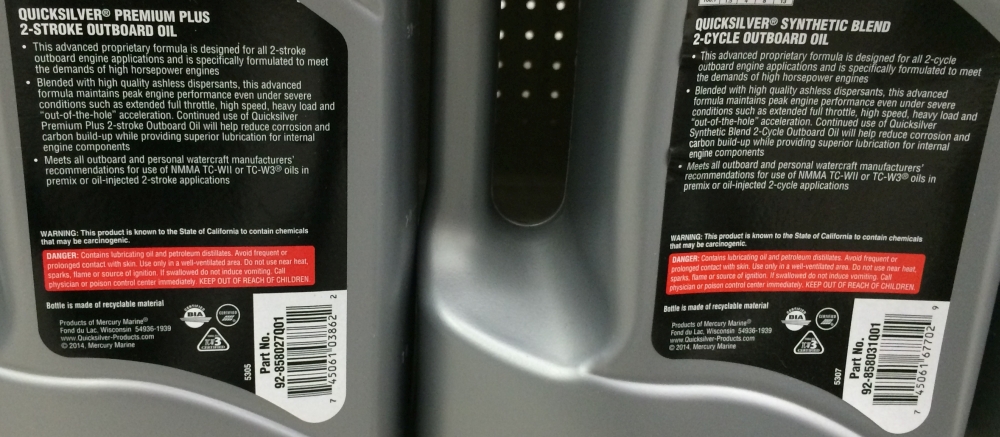 QUICKSILVER® PREMIUM PLUS
2-STROKE OUTBOARD OIL
• This advanced proprietary formula is designed for all 2-stroke
outboard engine applications and is specifically formulated to meet
the demands of high horsepower engines
• Blended with high quality ashless dispersants, this advanced
formula maintains peak engine performance even under severe
conditions such as extended full throttle, high speed, heavy load and
"out-of-the-hole" acceleration. Continued use of Quicksilver
Premium Plus 2-stroke Outboard Oil will help reduce corrosion and
carbon build-up while providing superior lubrication for internal
engine components
• Meets all outboard and personal watercraft manufacturers'
recommendations for use of NMMA TC-WII or TC-W3® oils in
premix or oil-injected 2-stroke applications
WARNING: This product is known to the State of California to contain chemicals
that may be carcinogenic.
DANGER: Contains lubricating oil and petroleum distillates. Avoid frequent or
prolonged contact with skin. Use only in a well-ventilated area. Do not use near heat,
sparks, flame or source of ignition. If swallowed do not induce vomiting. Call
physician or poison control center immediately. KEEP OUT OF REACH OF CHILDREN.
Bottle is made of recyclable material
Products of Mercury Marine®
Fond du Lac, Wisconsin 54936-1939
www.Quicksilver-Products.com
© 2014, Mercury Marine
BIA
TC-W3
5305
Part No.
92-858027Q01
7 45061 03862 2
QUICKSILVER® SYNTHETIC BLEND
2-CYCLE OUTBOARD OIL
• This advanced proprietary formula is designed for all 2-cycle
outboard engine applications and is specifically formulated to meet
the demands of high horsepower engines
• Blended with high quality ashless dispersants, this advanced
formula maintains peak engine performance even under severe
conditions such as extended full throttle, high speed, heavy load and
"out-of-the-hole" acceleration. Continued use of Quicksilver
Synthetic Blend 2-Cycle Outboard Oil will help reduce corrosion and
carbon build-up while providing superior lubrication for internal
engine components
• Meets all outboard and personal watercraft manufacturers'
recommendations for use of NMMA TC-WII or TC-W3® oils in
premix or oil-injected 2-cycle applications
WARNING: This product is known to the State of California to contain chemicals
that may be carcinogenic.
DANGER: Contains lubricating oil and petroleum distillates. Avoid frequent or
prolonged contact with skin. Use only in a well-ventilated area. Do not use near heat,
sparks, flame or source of ignition. If swallowed do not induce vomiting. Call
physician or poison control center immediately. KEEP OUT OF REACH OF CHILDREN.
Bottle is made of recyclable material
Products of Mercury Marine®
Fond du Lac, Wisconsin 54936-1939
www.Quicksilver-Products.com
© 2014, Mercury Marine
BIA
TC-W3
5307
Part No.
92-858031Q01
7 45061 67702 9